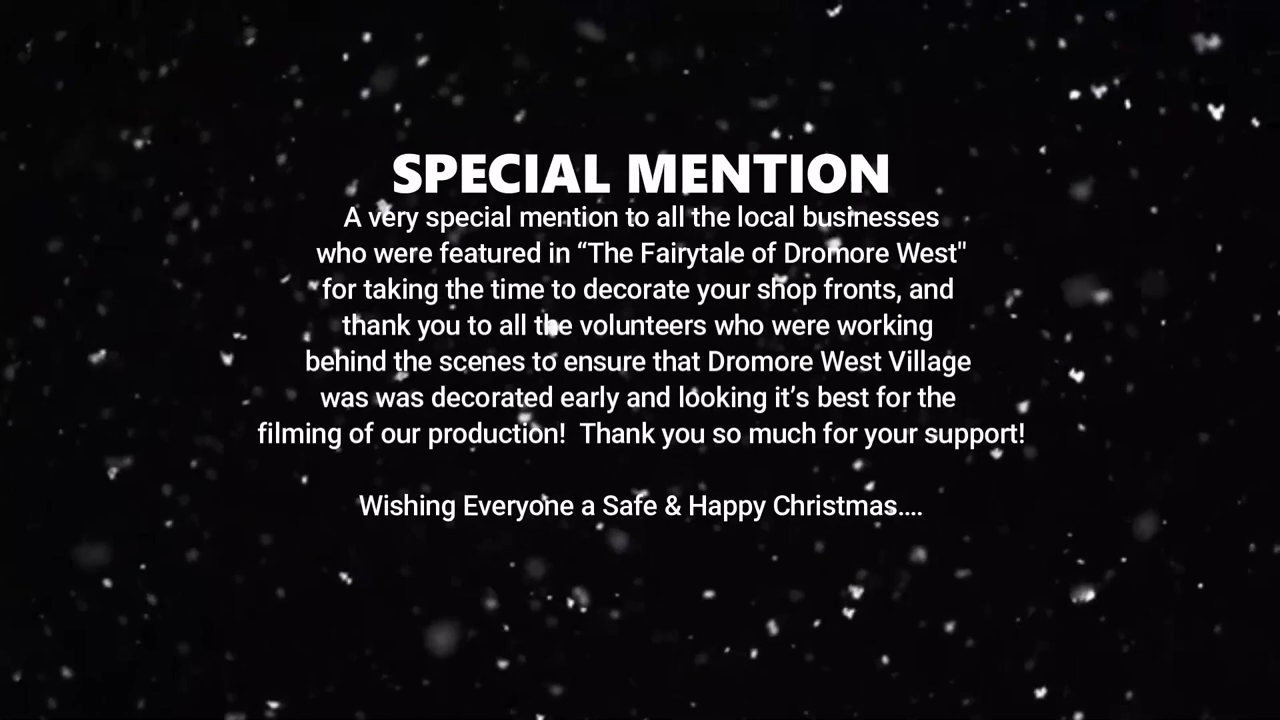 SPECIAL MENTION
A very special mention to all the local businesses
who were featured in “The Fairytale of Dromore West"
for taking the time to decorate your shop fronts, and
thank you to all the volunteers who were working
behind the scenes to ensure that Dromore West Village
was was decorated early and looking it’s best for the
filming of our production!  Thank you so much for your support!
Wishing Everyone a Safe & Happy Christmas....